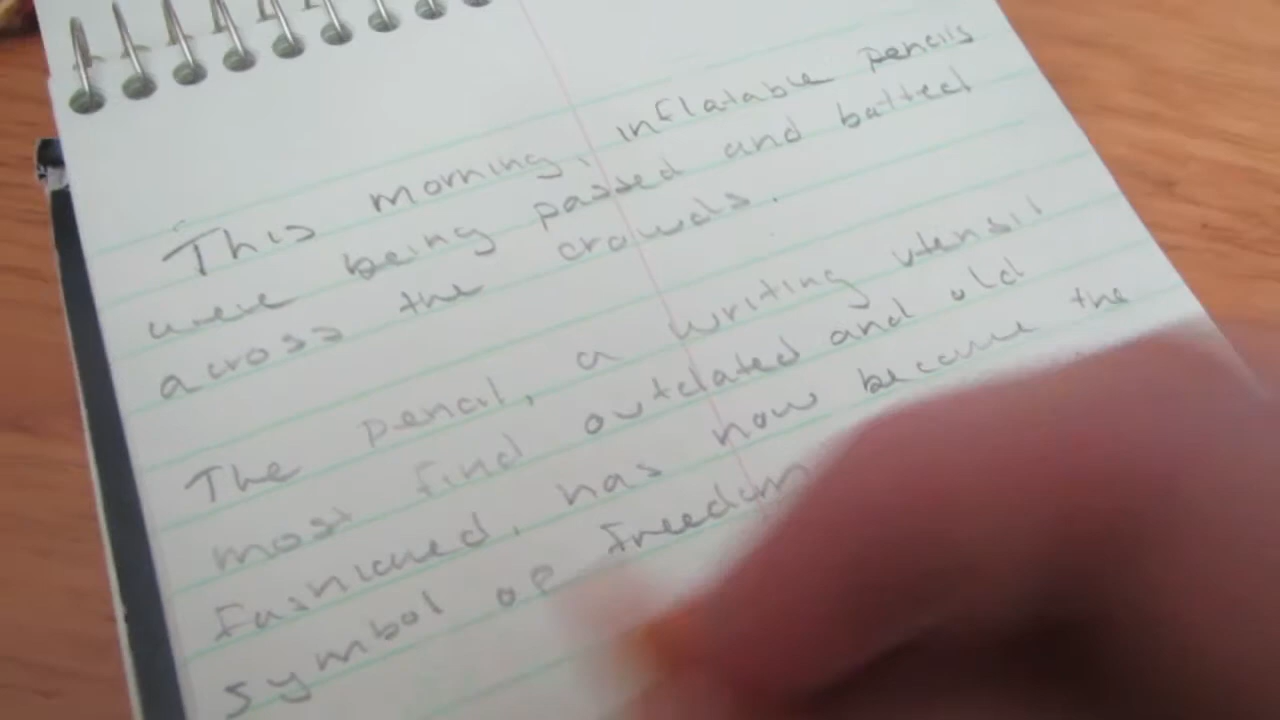 This morning, inflatable pencils
were being passed and batted
across the crowds.
The pencil, a writing utensil
most find outdated and old
fashioned, has now become the
symbol of freedom